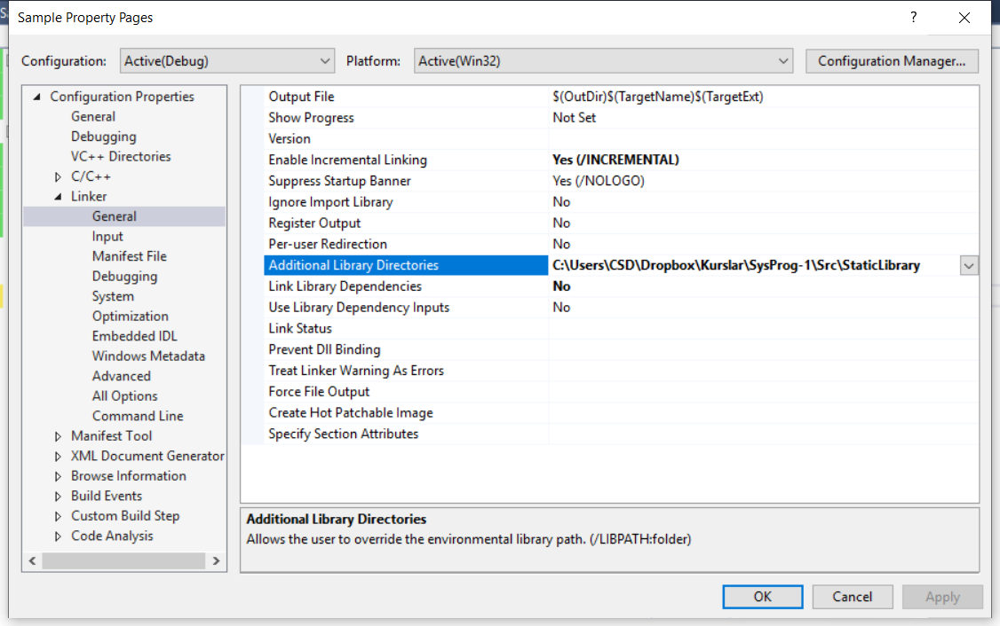 Sample Property Pages
?
Configuration: Active(Debug) Platform: Active(Win32) Configuration Manager...
Configuration Properties
General
Debugging
VC++ Directories
C/C++
Linker
General
Input
Manifest File
Debugging
System
Optimization
Embedded IDL
Windows Metadata
Advanced
All Options
Command Line
Manifest Tool
XML Document Generator
Browse Information
Build Events
Custom Build Step
Code Analysis
Output File $(OutDir)$(TargetName)$(TargetExt)
Show Progress Not Set
Version
Enable Incremental Linking Yes (/INCREMENTAL)
Suppress Startup Banner Yes (/NOLOGO)
Ignore Import Library No
Register Output No
Per-user Redirection No
Additional Library Directories C:\Users\CSD\Dropbox\Kurslar\SysProg-1\Src\StaticLibrary
Link Library Dependencies No
Use Library Dependency Inputs No
Link Status
Prevent Dll Binding
Treat Linker Warning As Errors
Force File Output
Create Hot Patchable Image
Specify Section Attributes
Additional Library Directories
Allows the user to override the environmental library path. (/LIBPATH:folder)
OK Cancel Apply